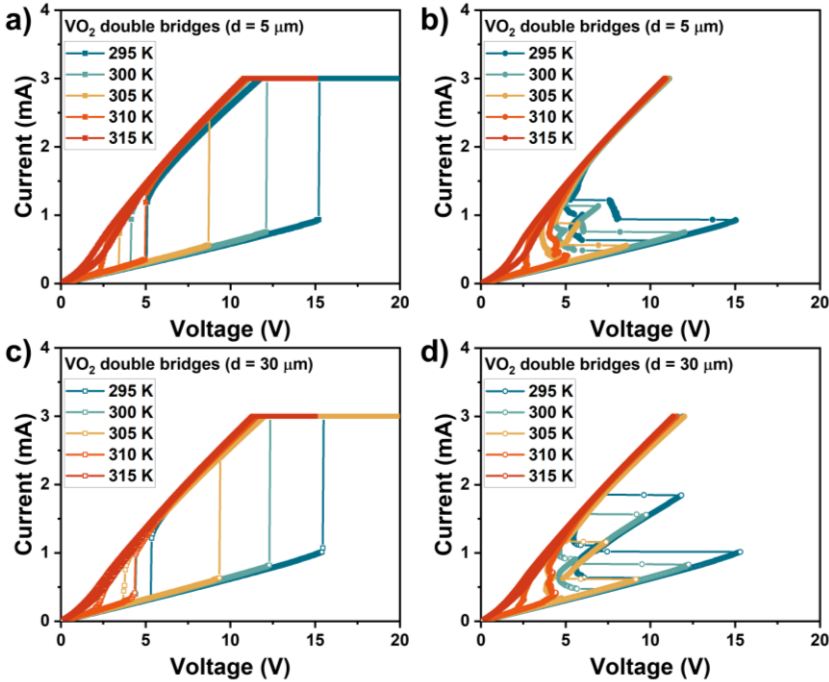 a)
VO₂ double bridges (d = 5 μm)
295 K
300 K
305 K
310 K
315 K
Current (mA)
4
3
2
1
0
0 5 10 15 20
Voltage (V)
b)
VO₂ double bridges (d = 5 μm)
295 K
300 K
305 K
310 K
315 K
Current (mA)
4
3
2
1
0
0 5 10 15 20
Voltage (V)
c)
VO₂ double bridges (d = 30 μm)
295 K
300 K
305 K
310 K
315 K
Current (mA)
4
3
2
1
0
0 5 10 15 20
Voltage (V)
d)
VO₂ double bridges (d = 30 μm)
295 K
300 K
305 K
310 K
315 K
Current (mA)
4
3
2
1
0
0 5 10 15 20
Voltage (V)